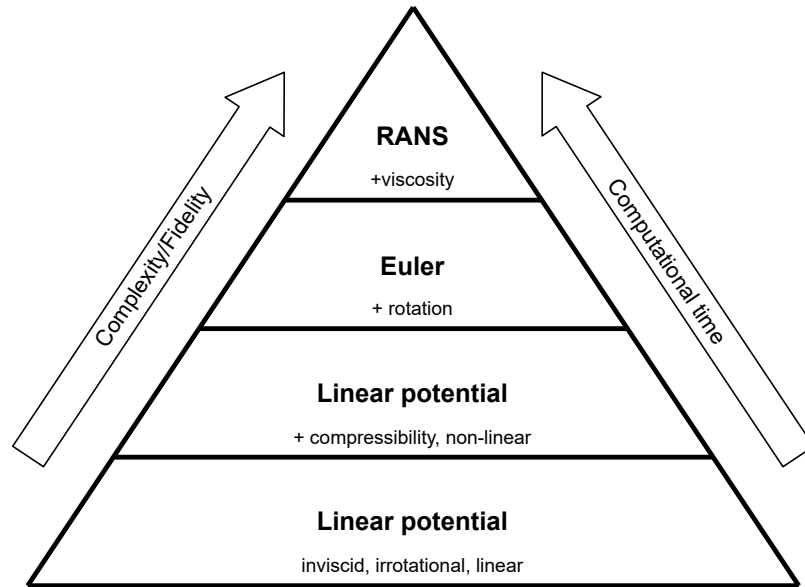 RANS
+viscosity
Complexity/Fidelity
Computational time
Euler
+ rotation
Linear potential
+ compressibility, non-linear
Linear potential
inviscid, irrotational, linear